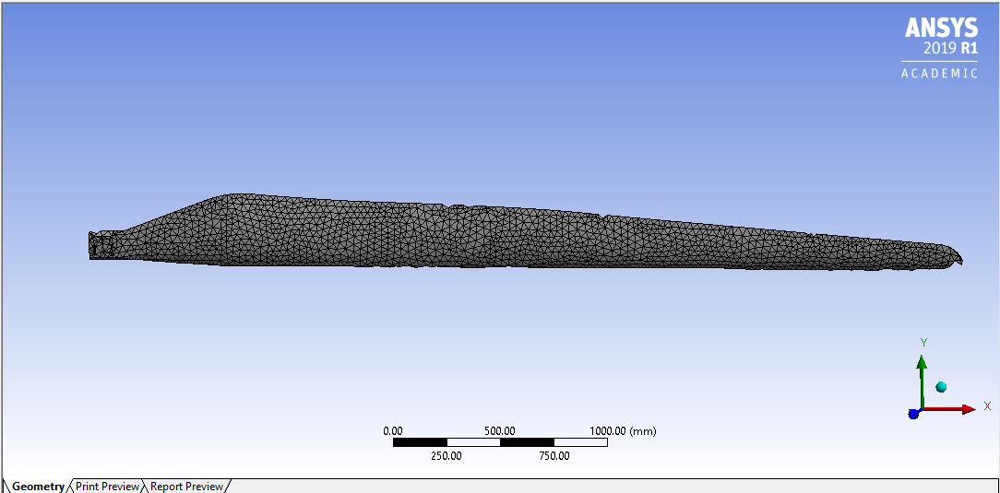 ANSYS
2019 R1
ACADEMIC
Y
X
0.00 500.00 1000.00 (mm)
250.00 750.00
Geometry Print Preview Report Preview